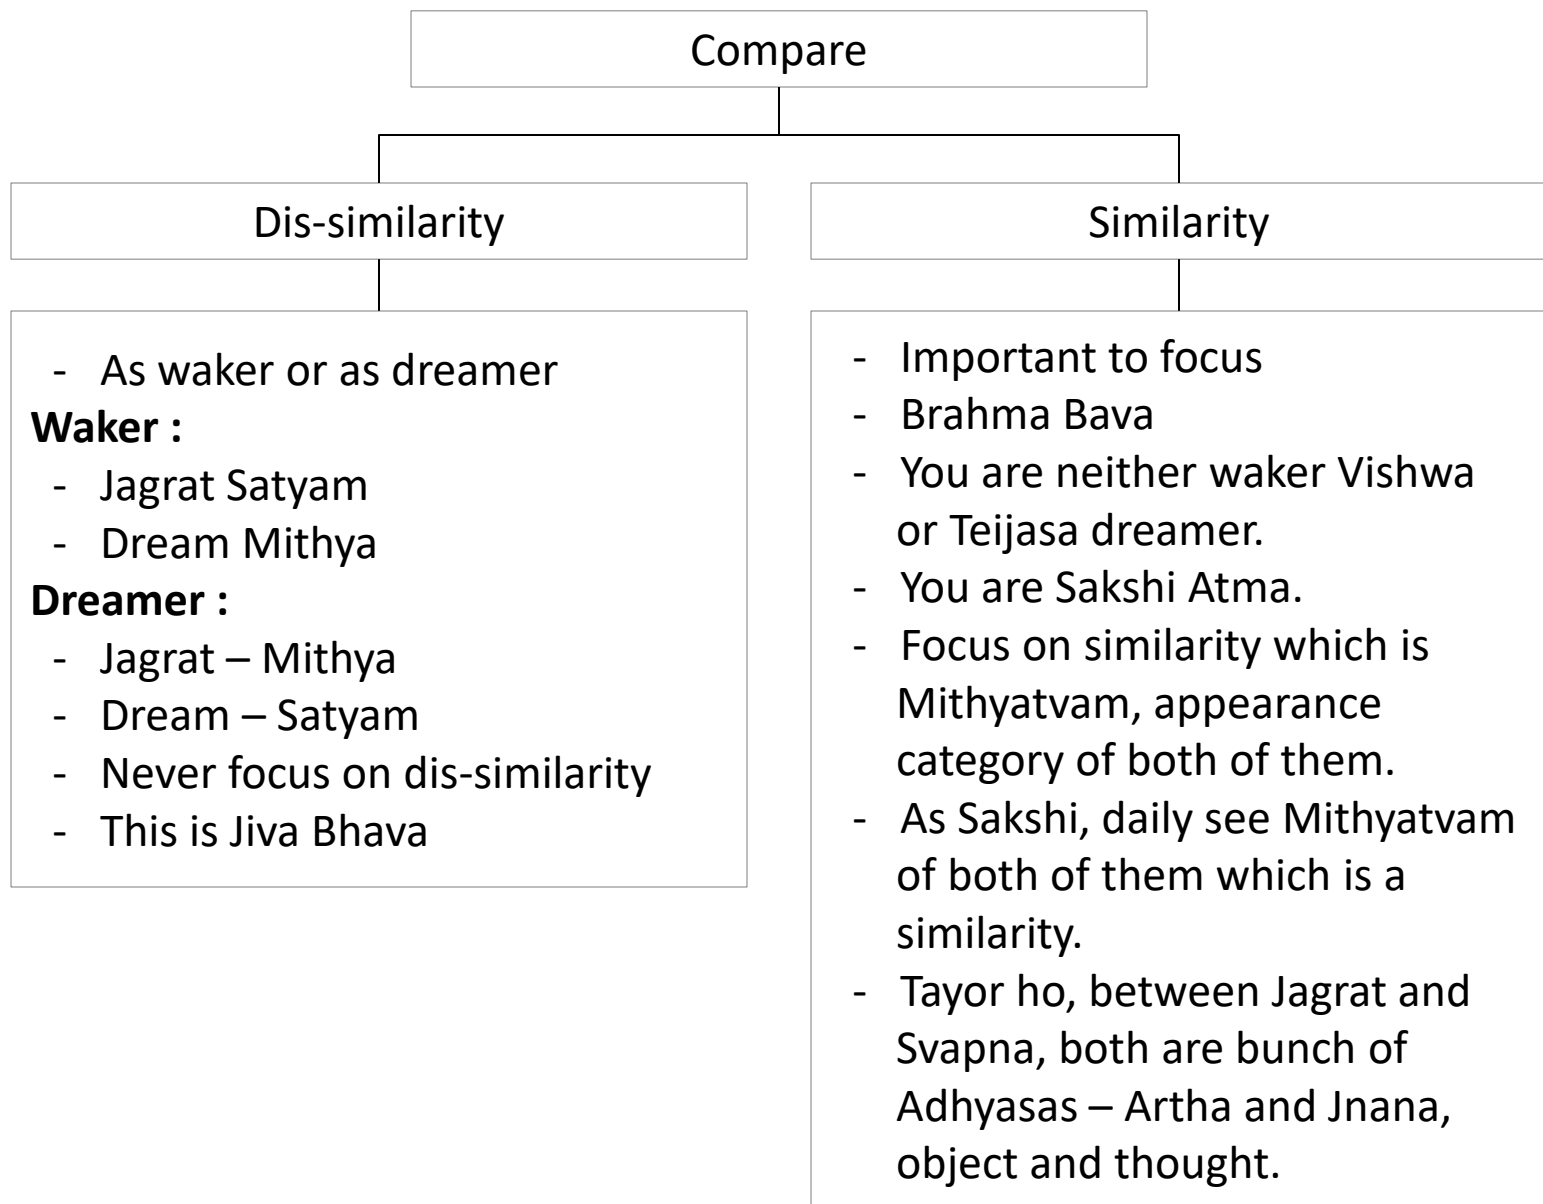 Compare
Dis-similarity
- As waker or as dreamer
Waker :
- Jagrat Satyam
- Dream Mithya
Dreamer :
- Jagrat – Mithya
- Dream – Satyam
- Never focus on dis-similarity
- This is Jiva Bhava
Similarity
- Important to focus
- Brahma Bava
- You are neither waker Vishwa
or Teijasa dreamer.
- You are Sakshi Atma.
- Focus on similarity which is
Mithyatvam, appearance
category of both of them.
- As Sakshi, daily see Mithyatvam
of both of them which is a
similarity.
- Tayor ho, between Jagrat and
Svapna, both are bunch of
Adhyasas – Artha and Jnana,
object and thought.